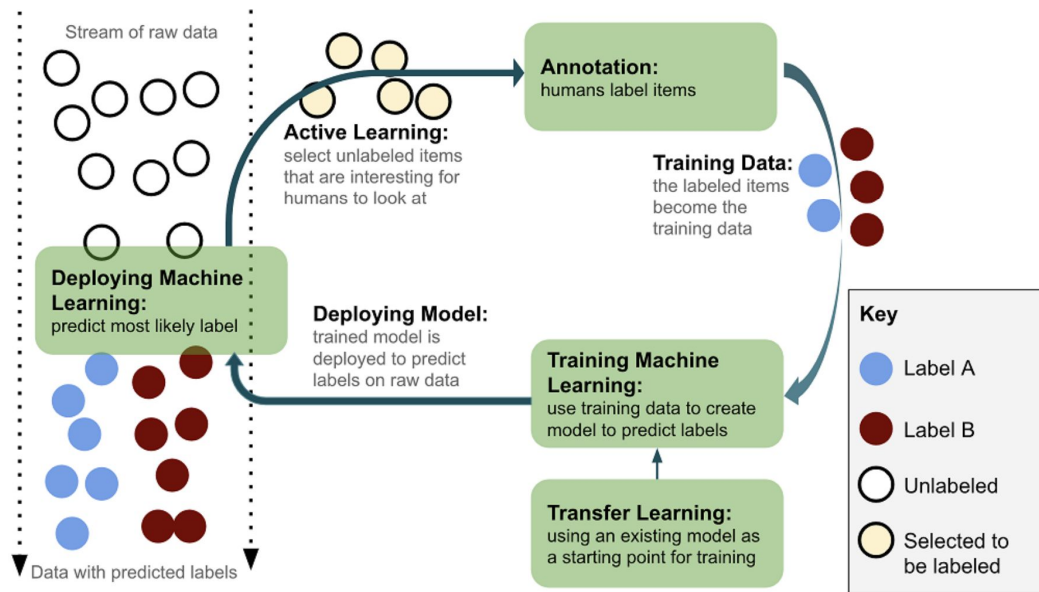 Stream of raw data
Active Learning:
select unlabeled items
that are interesting for
humans to look at
Annotation:
humans label items
Training Data:
the labeled items
become the
training data
Deploying Machine
Learning:
predict most likely label
Deploying Model:
trained model is
deployed to predict
labels on raw data
Training Machine
Learning:
use training data to create
model to predict labels
Transfer Learning:
using an existing model as
a starting point for training
Data with predicted labels
Key
Label A
Label B
Unlabeled
Selected to
be labeled